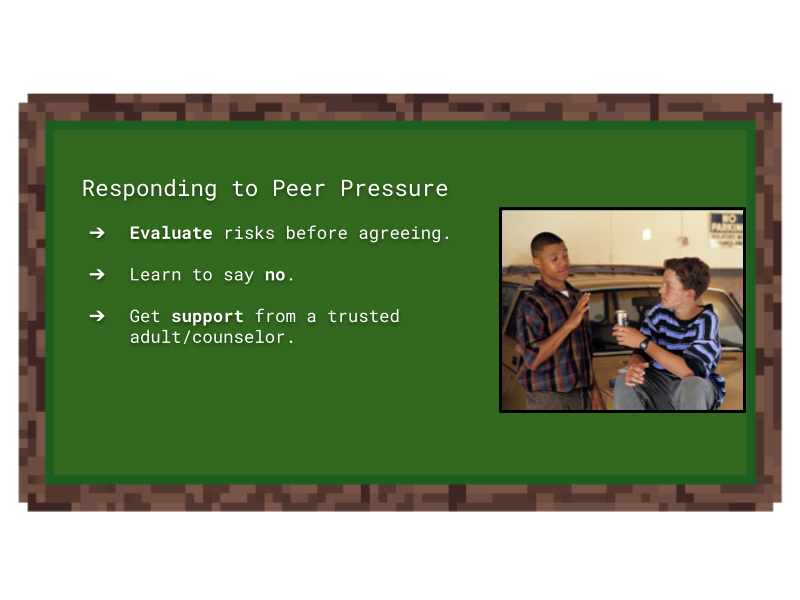 Responding to Peer Pressure
➔ Evaluate risks before agreeing.
➔ Learn to say no.
➔ Get support from a trusted
adult/counselor.
NO
PARKING